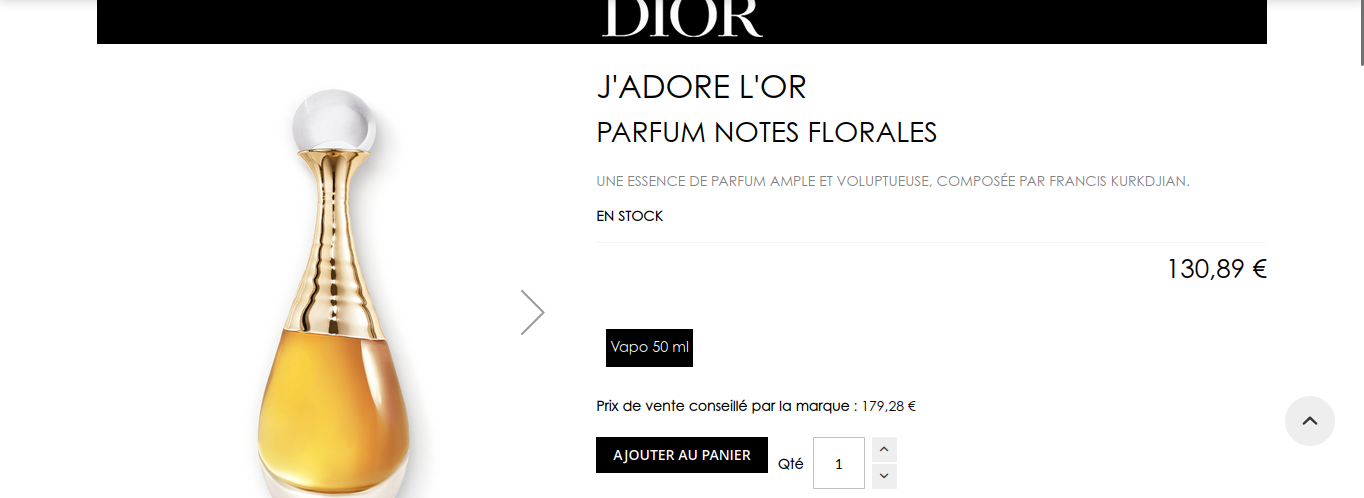 DIOR
J'ADORE L'OR
PARFUM NOTES FLORALES
UNE ESSENCE DE PARFUM AMPLE ET VOLUPTUEUSE, COMPOSÉE PAR FRANCIS KURKDJIAN.
EN STOCK
130,89 €
Vapo 50 ml
Prix de vente conseillé par la marque : 179,28 €
AJOUTER AU PANIER
Qté
1